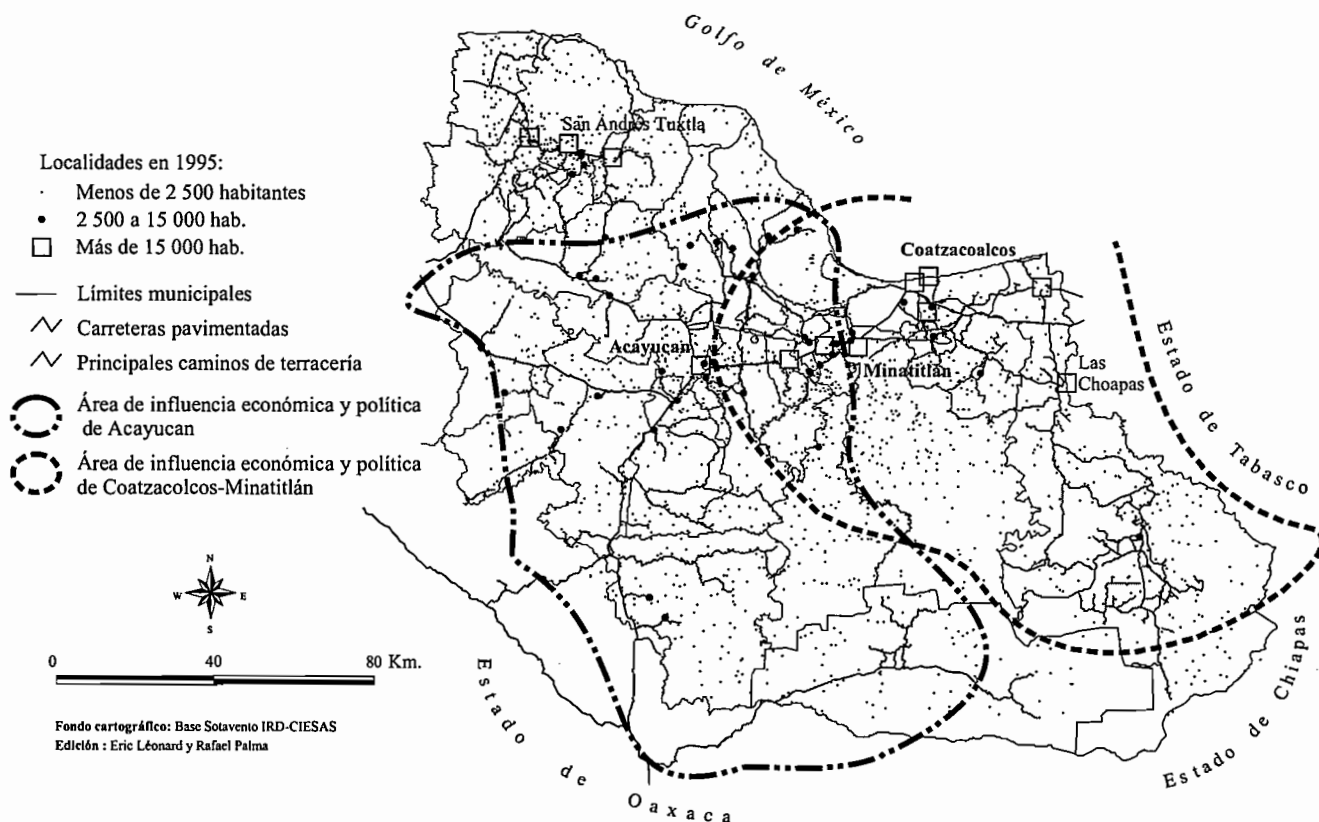 Golfo de México
San Andrés Tuxtla
Localidades en 1995:
Menos de 2 500 habitantes
2 500 a 15 000 hab.
Más de 15 000 hab.
Límites municipales
Carreteras pavimentadas
Principales caminos de terracería
Área de influencia económica y política
de Acayucan
Área de influencia económica y política
de Coatzacolcos-Minatitlán
Coatzacoalcos
Acayucan
Minatitlán
Las
Choapas
Estado de Tabasco
Estado de Chiapas
Estado de Oaxaca
N
W E
S
0 40 80 Km.
Fondo cartográfico: Base Sotavento IRD-CIESAS
Edición : Eric Léonard y Rafael Palma